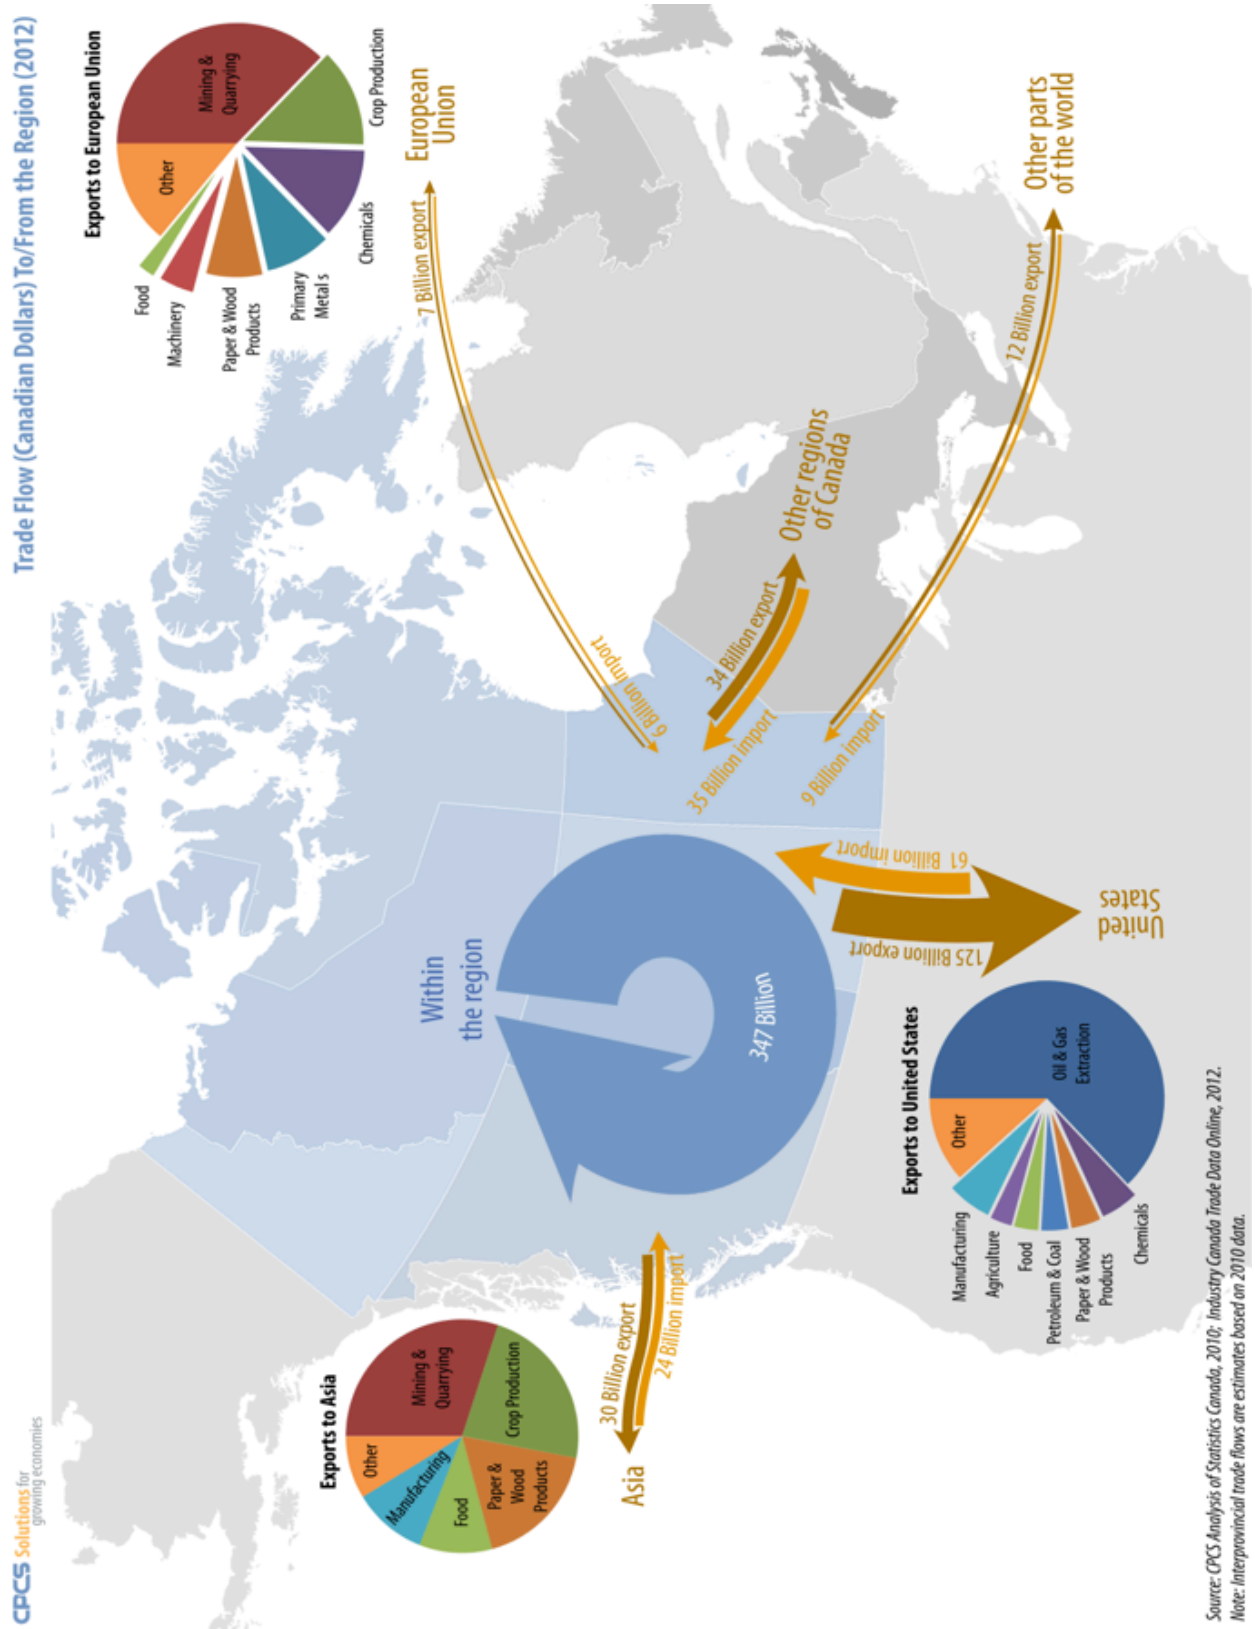 CPCS Solutions for
growing economies
Trade Flow (Canadian Dollars) To/From the Region (2012)
Exports to European Union
Other
Mining &
Quarrying
Food
Machinery
Paper & Wood
Products
Primary
Metals
Chemicals
Crop Production
European
Union
7 Billion export
6 Billion Import
Within
the region
347 Billion
Exports to Asia
Other
Mining &
Quarrying
Manufacturing
Food
Paper &
Wood
Products
Crop Production
Asia
30 Billion export
24 Billion import
Other regions
of Canada
34 Billion export
35 Billion import
Other parts
of the world
12 Billion export
9 Billion import
61 Billion import
125 Billion export
United
States
Exports to United States
Other
Oil & Gas
Extraction
Manufacturing
Agriculture
Food
Petroleum & Coal
Paper & Wood
Products
Chemicals
Source: CPCS Analysis of Statistics Canada, 2010; Industry Canada Trade Data Online, 2012.
Note: Interprovincial trade flows are estimates based on 2010 data.